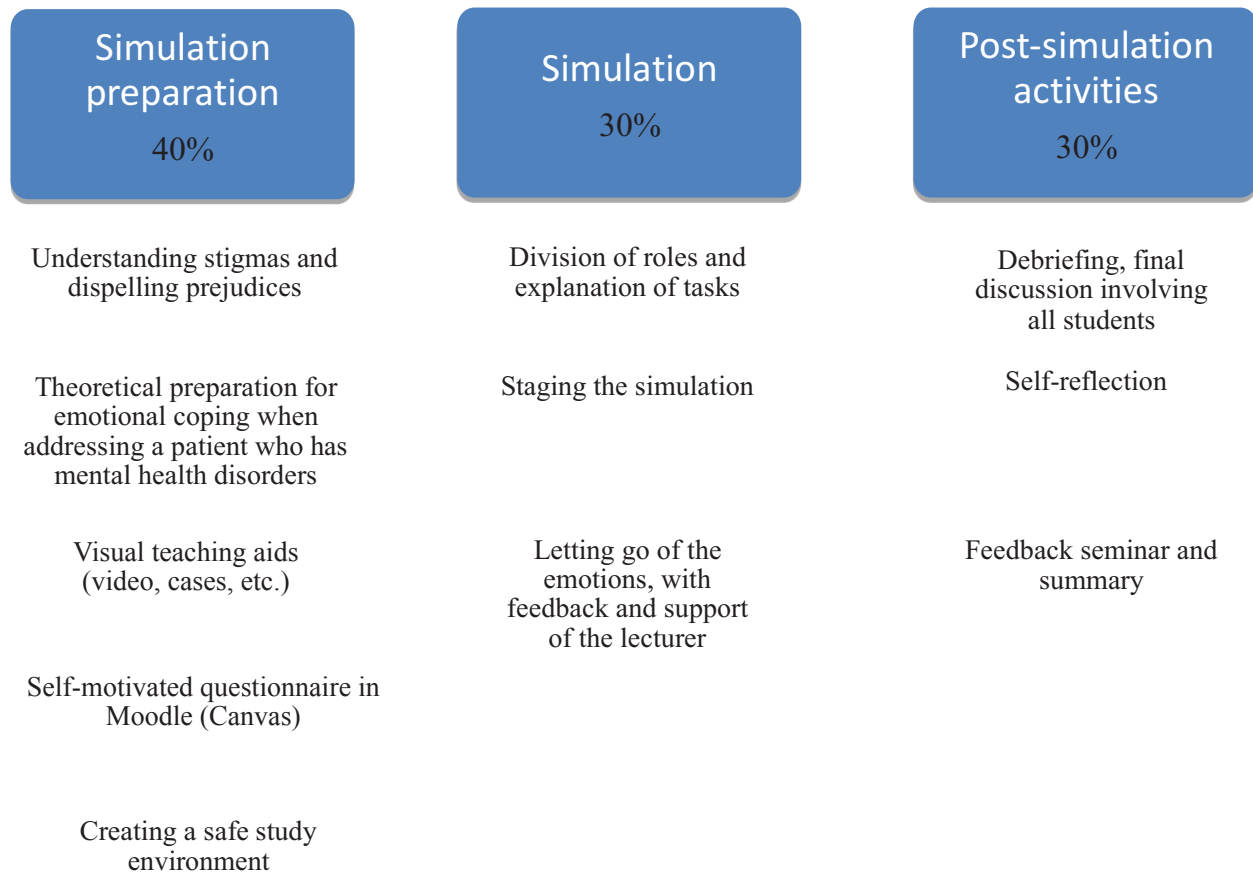 Simulation
preparation
40%
Understanding stigmas and
dispelling prejudices
Theoretical preparation for
emotional coping when
addressing a patient who has
mental health disorders
Visual teaching aids
(video, cases, etc.)
Self-motivated questionnaire in
Moodle (Canvas)
Creating a safe study
environment
Simulation
30%
Division of roles and
explanation of tasks
Staging the simulation
Letting go of the
emotions, with
feedback and support
of the lecturer
Post-simulation
activities
30%
Debriefing, final
discussion involving
all students
Self-reflection
Feedback seminar and
summary